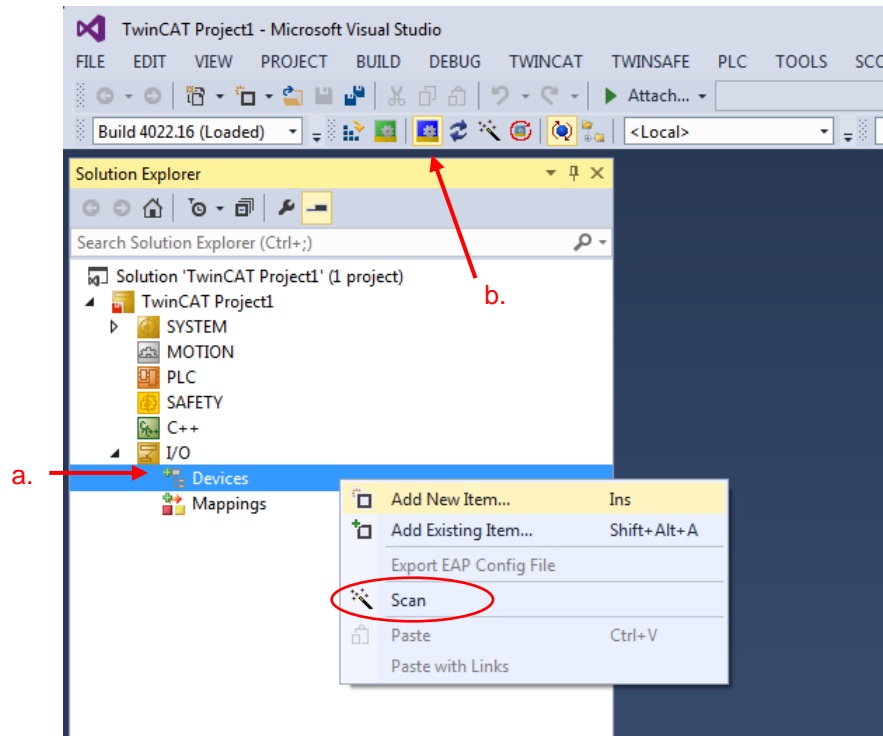 TwinCAT Project1 - Microsoft Visual Studio
FILE EDIT VIEW PROJECT BUILD DEBUG TWINCAT TWINSAFE PLC TOOLS SCO
Attach...
Build 4022.16 (Loaded) <Local>
Solution Explorer
Search Solution Explorer (Ctrl+;)
Solution 'TwinCAT Project1' (1 project)
b.
TwinCAT Project1
SYSTEM
MOTION
PLC
SAFETY
C++
I/O
a.
Devices
Mappings
Add New Item... Ins
Add Existing Item... Shift+Alt+A
Export EAP Config File
Scan
Paste Ctrl+V
Paste with Links